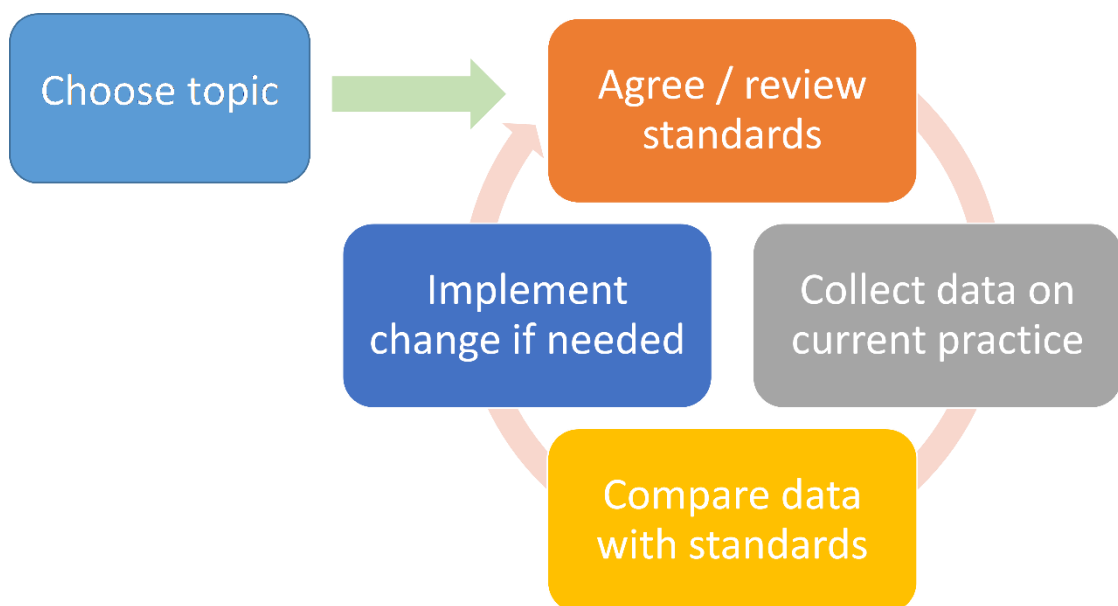 Choose topic
Agree / review
standards
Collect data on
current practice
Compare data
with standards
Implement
change if needed